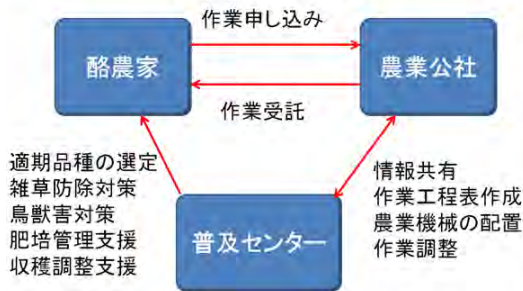 作業申し込み
酪農家
農業公社
作業受託
適期品種の選定
雑草防除対策
鳥獣害対策
肥培管理支援
収穫調整支援
情報共有
作業工程表作成
農業機械の配置
作業調整
普及センター